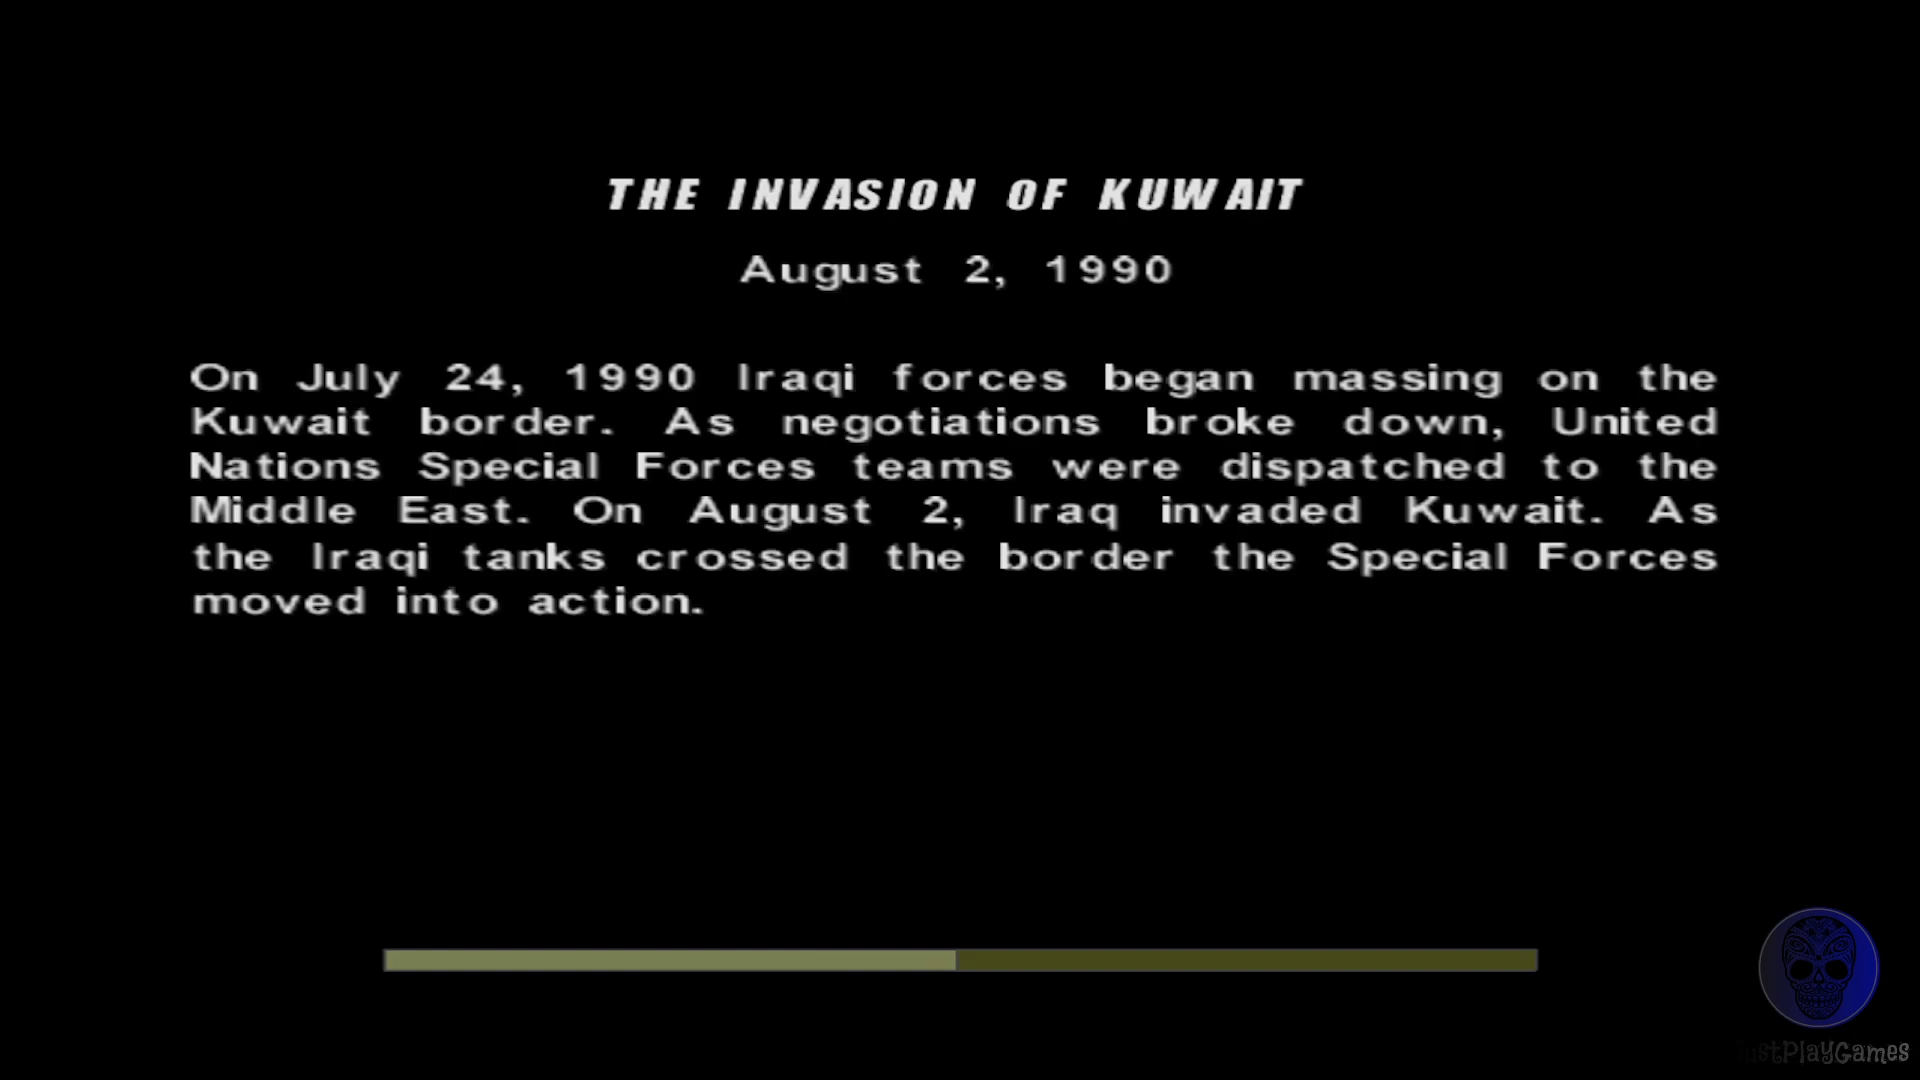 THE INVASION OF KUWAIT
August 2, 1990
On July 24, 1990 Iraqi forces began massing on the
Kuwait border. As negotiations broke down, United
Nations Special Forces teams were dispatched to the
Middle East. On August 2, Iraq invaded Kuwait. As
the Iraqi tanks crossed the border the Special Forces
moved into action.
JustPlayGames